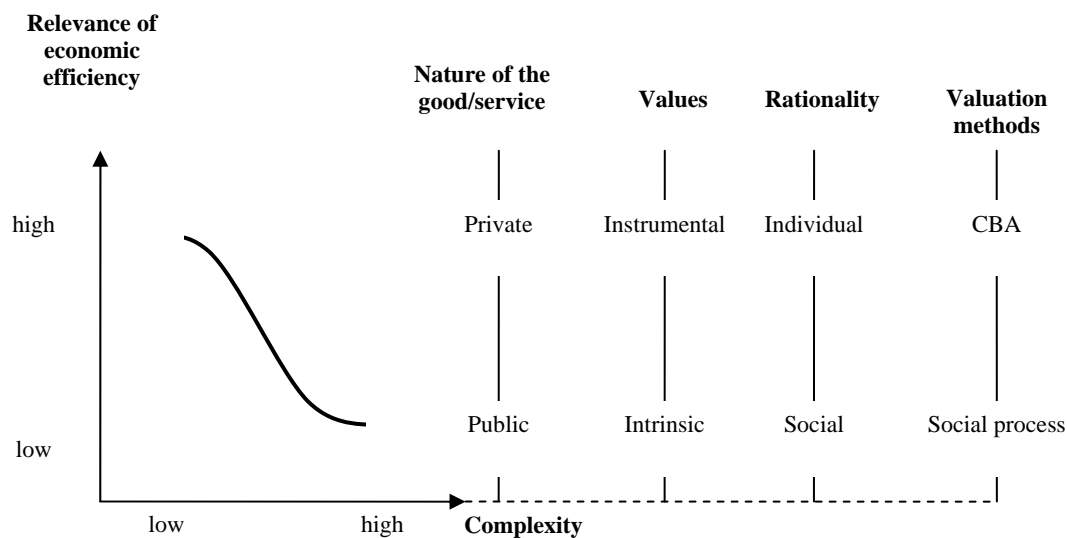 Relevance of
economic
efficiency
Nature of the
good/service
Values
Rationality
Valuation
methods
high
Private
Instrumental
Individual
CBA
low
Public
Intrinsic
Social
Social process
low
high
Complexity